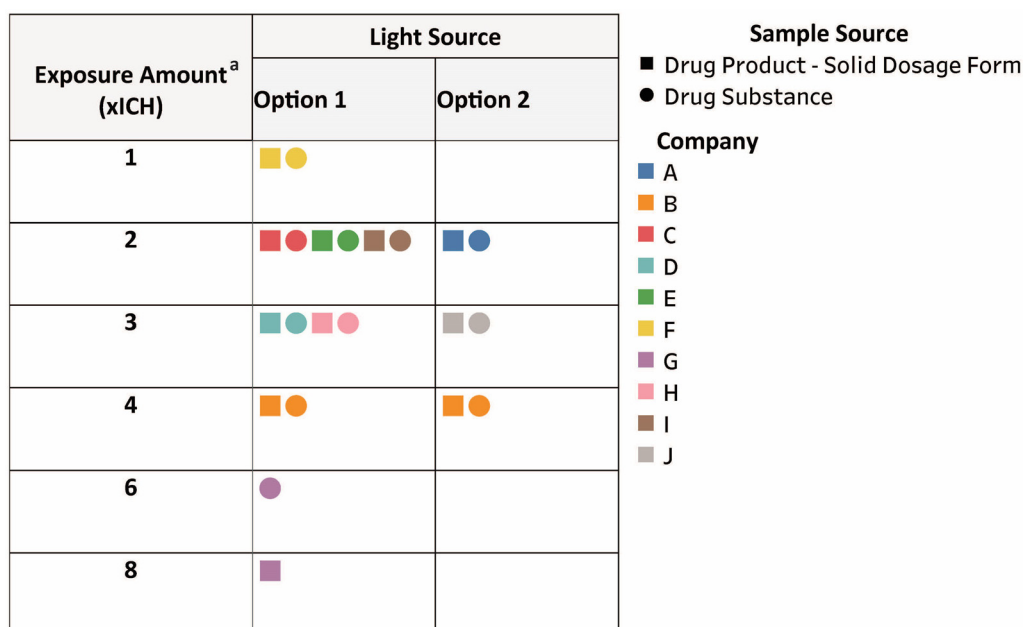 Exposure Amount a
(xICH)
Light Source
Option 1
Option 2
1
2
3
4
6
8
Sample Source
Drug Product - Solid Dosage Form
Drug Substance
Company
A
B
C
D
E
F
G
H
I
J